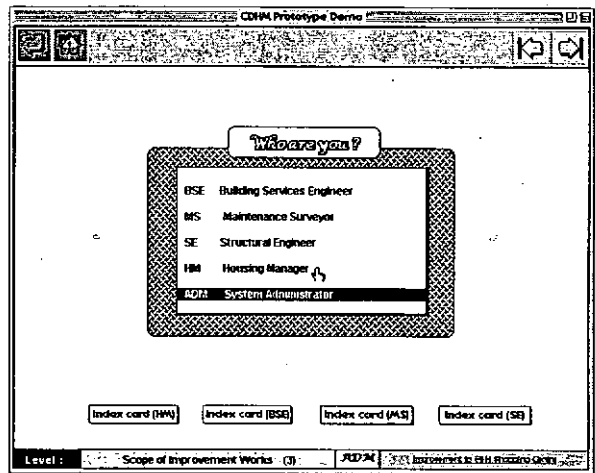 CDHM Prototype Demo
Who are you ?
BSE Building Services Engineer
MS Maintenance Surveyor
SE Structural Engineer
HM Housing Manager
ADM System Administrator
Index card (HM) Index card (BSE) Index card (MS) Index card (SE)
Level : Scope of Improvement Works (3) ADM Improvement to